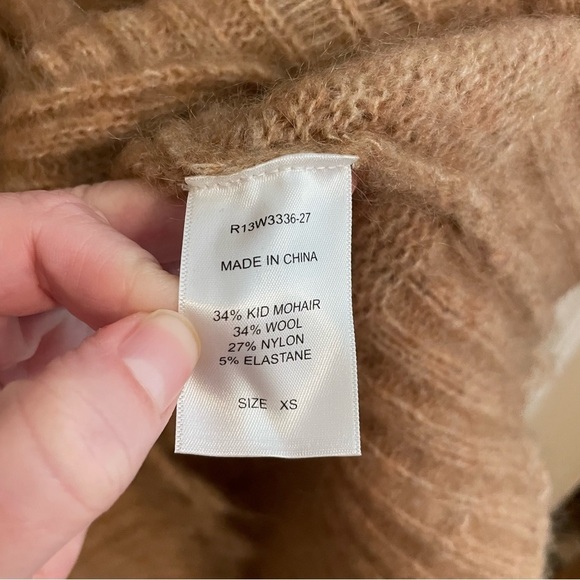 R13W3336-27
MADE IN CHINA
34% KID MOHAIR
34% WOOL
27% NYLON
5% ELASTANE
SIZE XS